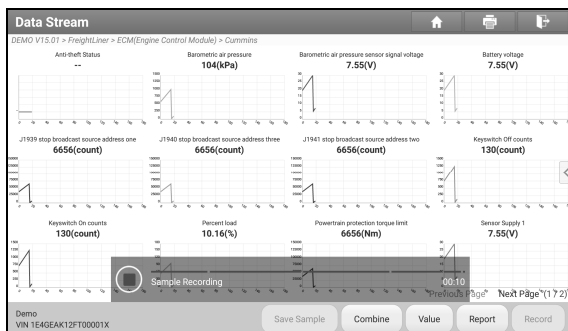 Data Stream
DEMO V15.01 > FreightLiner > ECM(Engine Control Module) > Cummins
Anti-theft Status
--
Barometric air pressure
104(kPa)
Barometric air pressure sensor signal voltage
7.55(V)
Battery voltage
7.55(V)
J1939 stop broadcast source address one
6656(count)
J1940 stop broadcast source address three
6656(count)
J1941 stop broadcast source address two
6656(count)
Keyswitch Off counts
130(count)
Keyswitch On counts
130(count)
Percent load
10.16(%)
Powertrain protection torque limit
6656(Nm)
Sensor Supply 1
7.55(V)
Sample Recording
00:10
Previous Page
Next Page (1 / 2)
Demo
VIN 1E4GEAK12FT00001X
Save Sample
Combine
Value
Report
Record